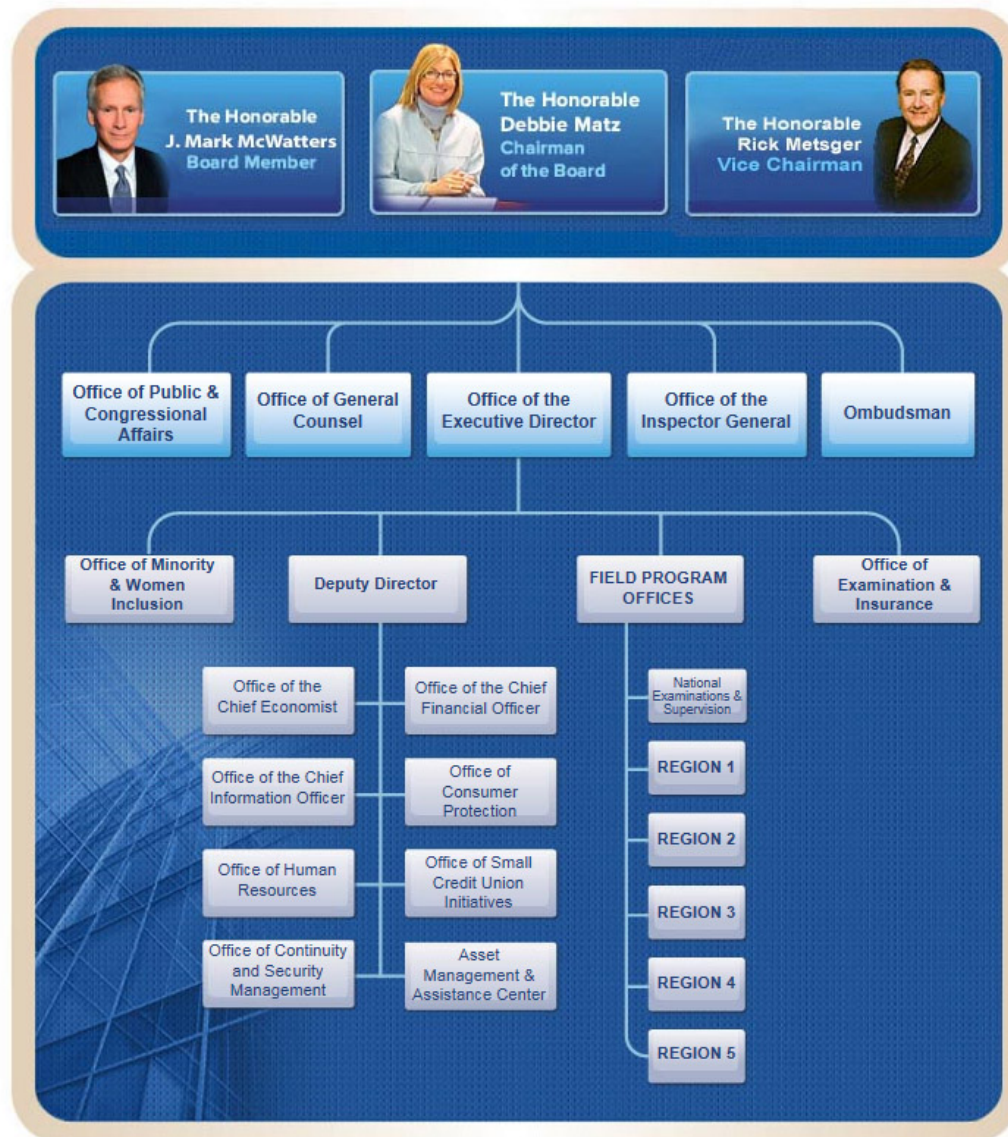 The Honorable
J. Mark McWatters
Board Member
The Honorable
Debbie Matz
Chairman
of the Board
The Honorable
Rick Metsger
Vice Chairman
Office of Public &
Congressional
Affairs
Office of General
Counsel
Office of the
Executive Director
Office of the
Inspector General
Ombudsman
Office of Minority
& Women
Inclusion
Deputy Director
FIELD PROGRAM
OFFICES
Office of
Examination &
Insurance
Office of the
Chief Economist
Office of the Chief
Financial Officer
Office of the Chief
Information Officer
Office of
Consumer
Protection
Office of Human
Resources
Office of Small
Credit Union
Initiatives
Office of Continuity
and Security
Management
Asset
Management &
Assistance Center
National
Examinations &
Supervision
REGION 1
REGION 2
REGION 3
REGION 4
REGION 5